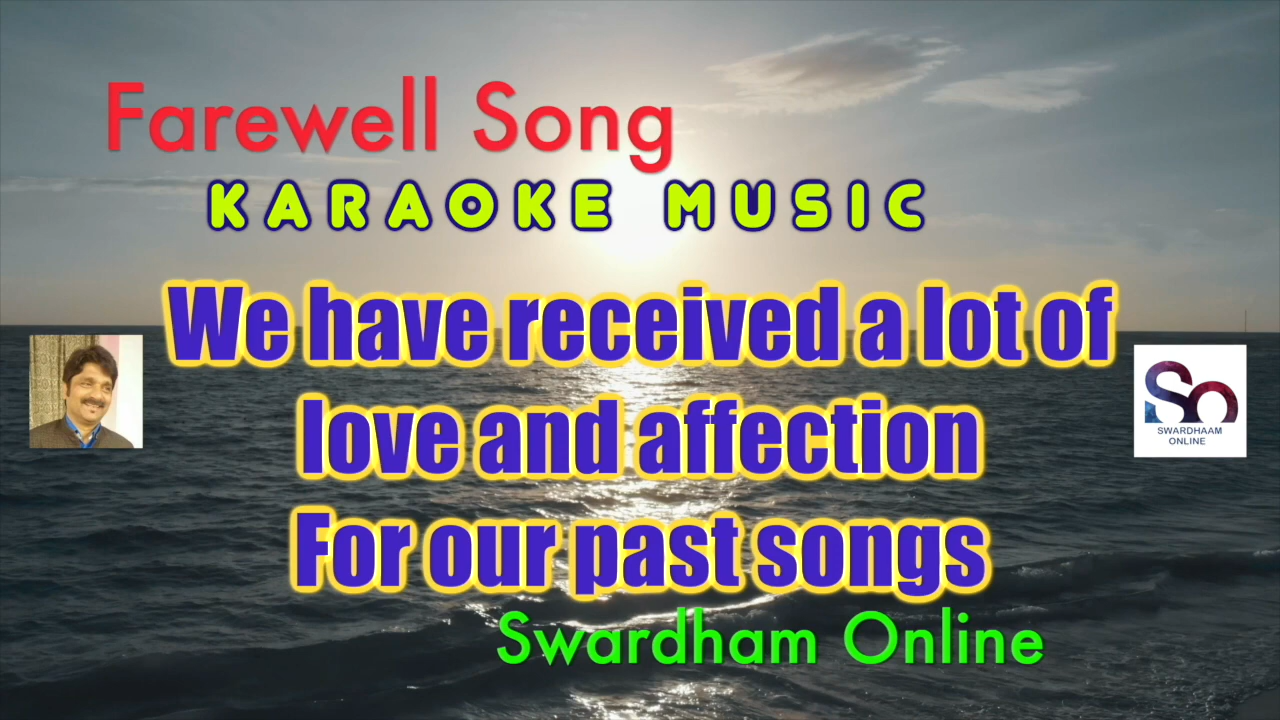 Farewell Song
KARAOKE MUSIC
We have received a lot of
love and affection
For our past songs
So
SWARDHAAM
ONLINE
Swardham Online